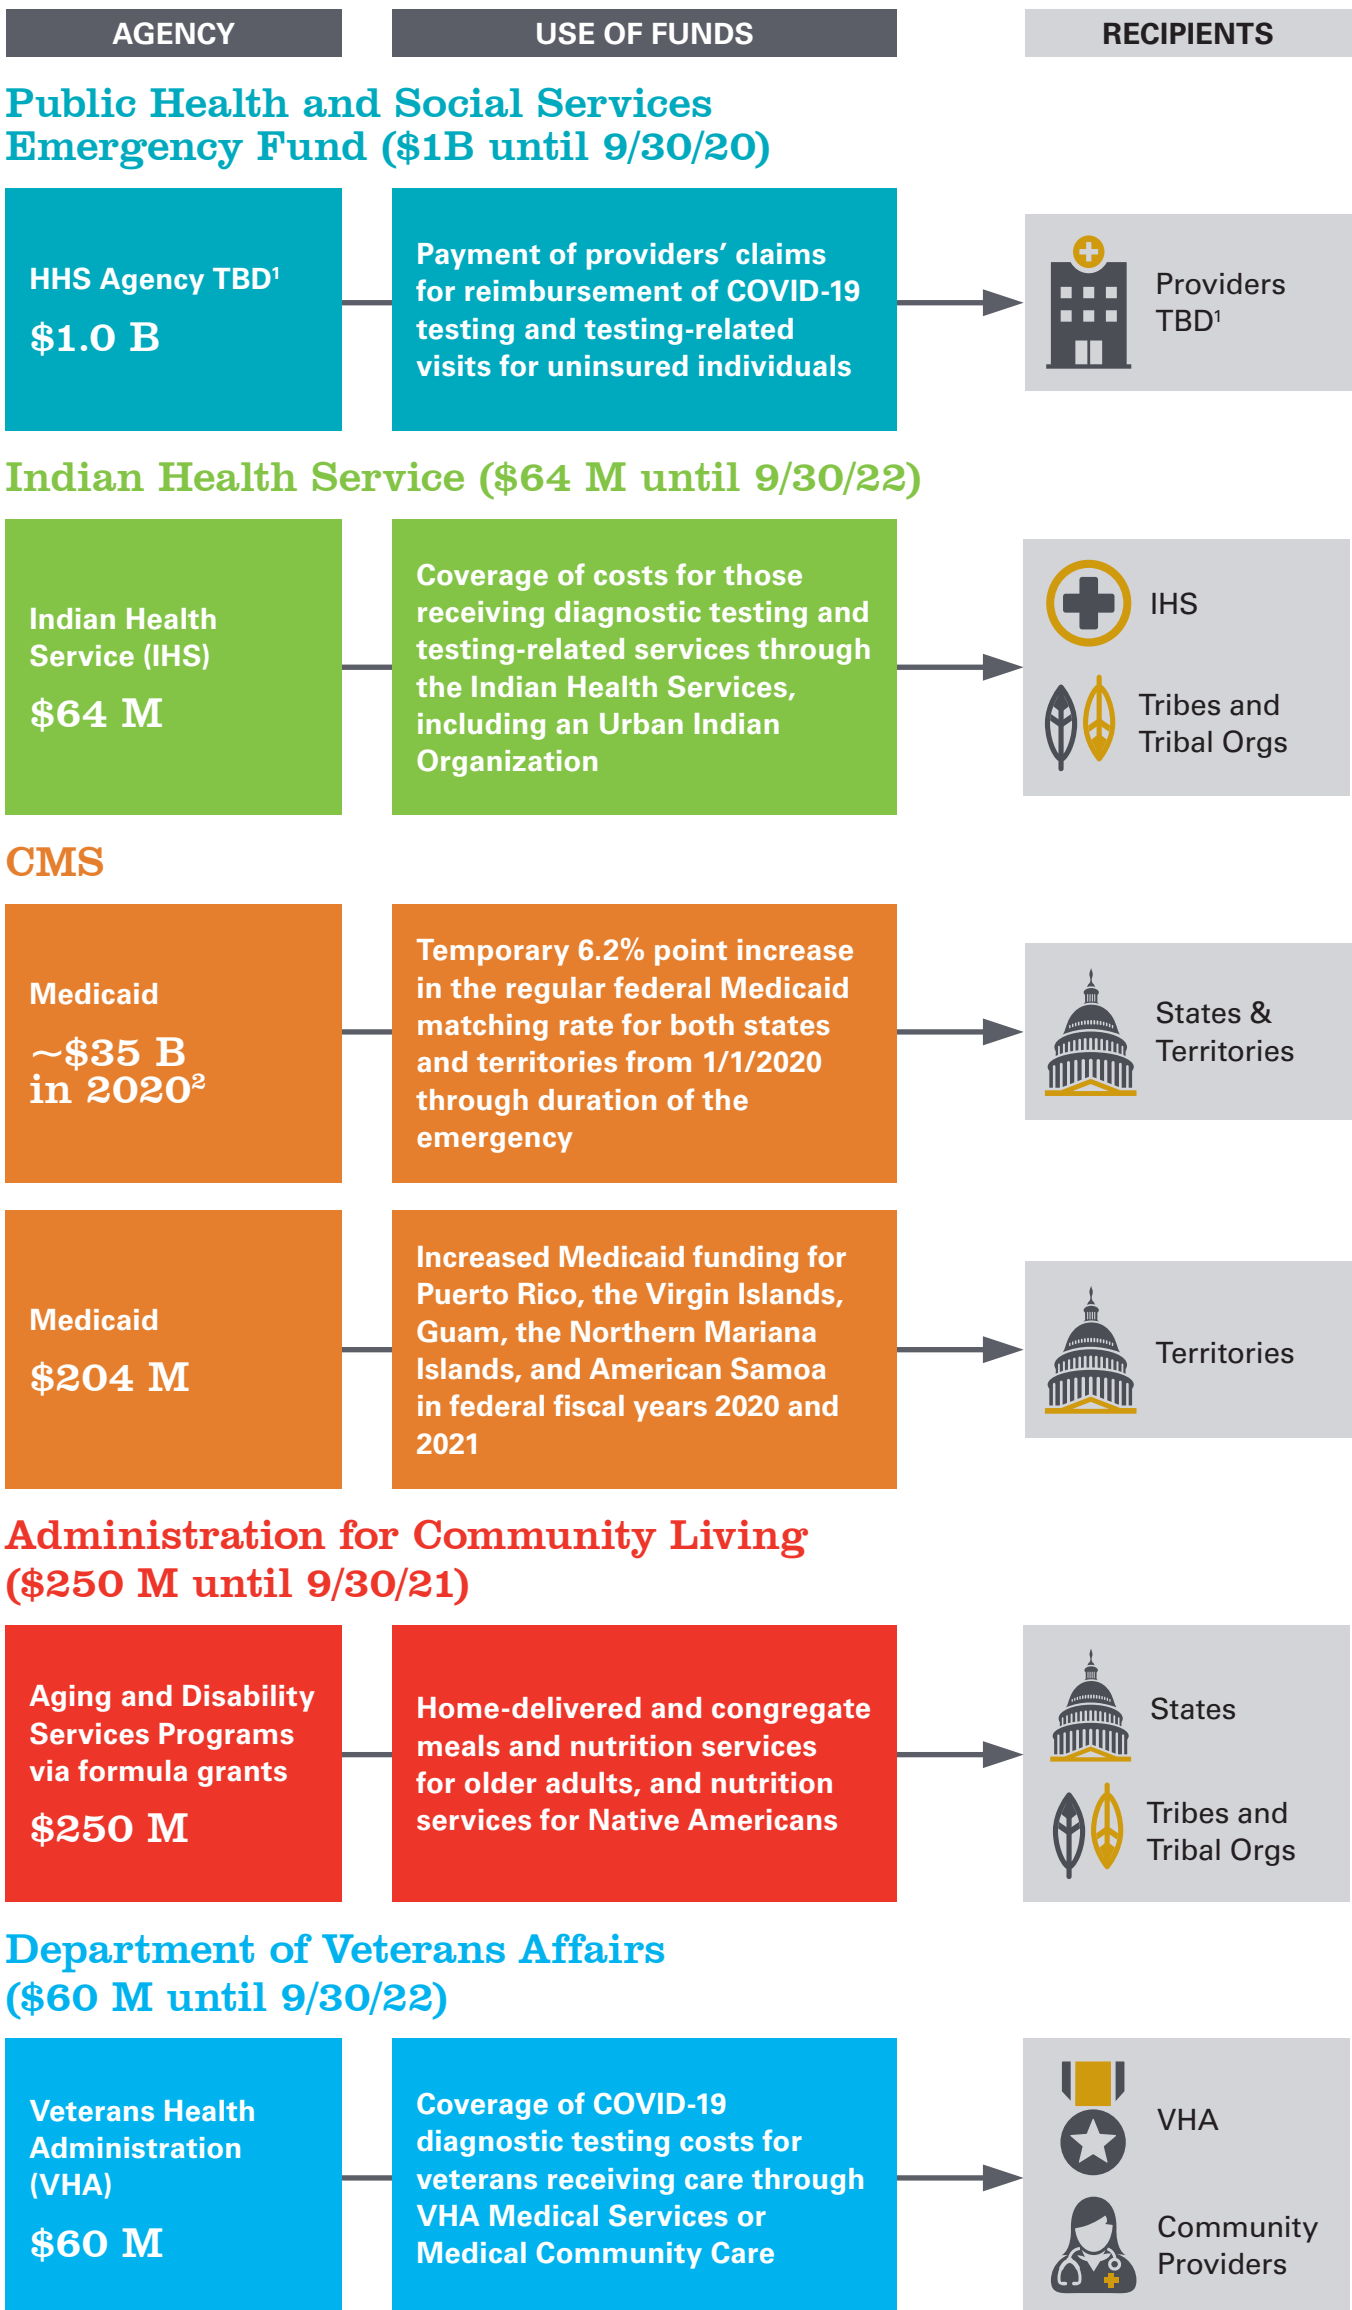 AGENCY
USE OF FUNDS
RECIPIENTS
Public Health and Social Services
Emergency Fund ($1B until 9/30/20)
HHS Agency TBD¹
$1.0 B
Payment of providers’ claims
for reimbursement of COVID-19
testing and testing-related
visits for uninsured individuals
Providers
TBD¹
Indian Health Service ($64 M until 9/30/22)
Indian Health
Service (IHS)
$64 M
Coverage of costs for those
receiving diagnostic testing and
testing-related services through
the Indian Health Services,
including an Urban Indian
Organization
IHS
Tribes and
Tribal Orgs
CMS
Medicaid
~$35 B
in 2020²
Temporary 6.2% point increase
in the regular federal Medicaid
matching rate for both states
and territories from 1/1/2020
through duration of the
emergency
States &
Territories
Medicaid
$204 M
Increased Medicaid funding for
Puerto Rico, the Virgin Islands,
Guam, the Northern Mariana
Islands, and American Samoa
in federal fiscal years 2020 and
2021
Territories
Administration for Community Living
($250 M until 9/30/21)
Aging and Disability
Services Programs
via formula grants
$250 M
Home-delivered and congregate
meals and nutrition services
for older adults, and nutrition
services for Native Americans
States
Tribes and
Tribal Orgs
Department of Veterans Affairs
($60 M until 9/30/22)
Veterans Health
Administration
(VHA)
$60 M
Coverage of COVID-19
diagnostic testing costs for
veterans receiving care through
VHA Medical Services or
Medical Community Care
VHA
Community
Providers